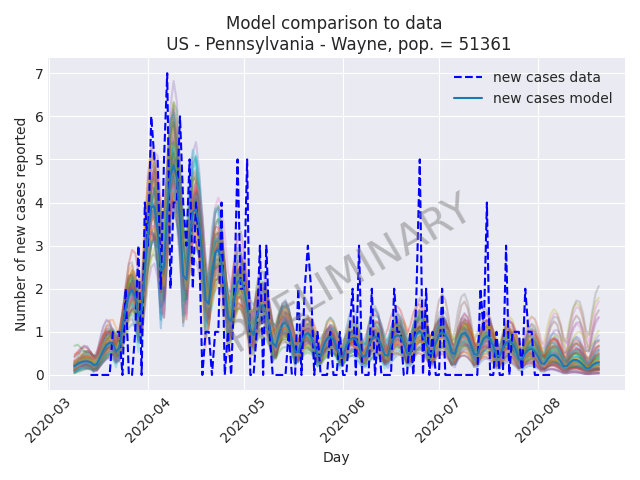 Model comparison to data
US - Pennsylvania - Wayne, pop. = 51361
Number of new cases reported
7
6
5
4
3
2
1
0
new cases data
new cases model
PRELIMINARY
2020-03
2020-04
2020-05
2020-06
2020-07
2020-08
Day